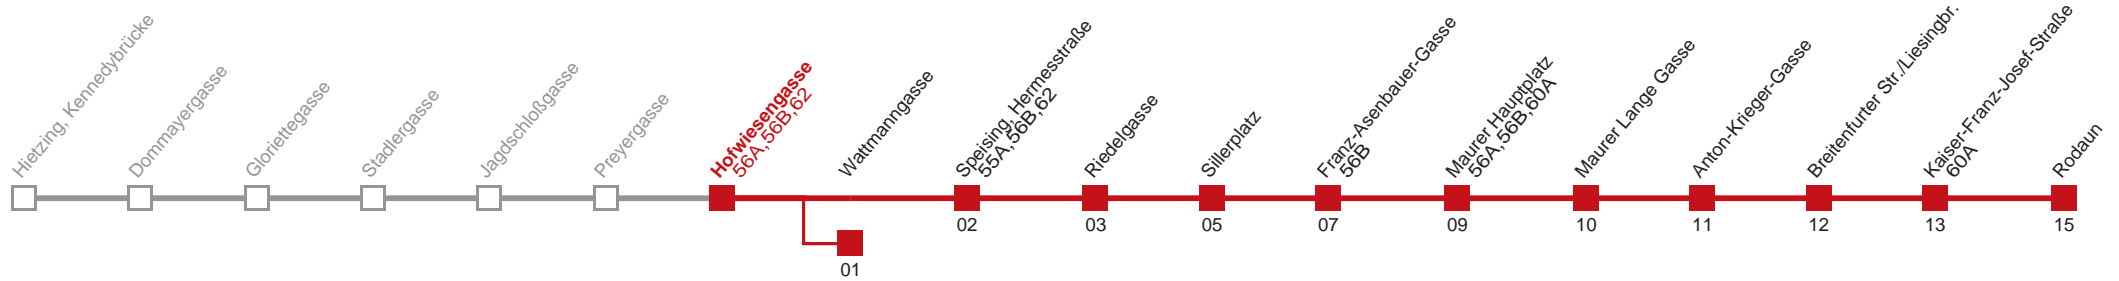 Hietzing, Kennedybrücke
Dommayergasse
Gloriettegasse
Stadlergasse
Jagdschloßgasse
Preyergasse
Hofwiesengasse
56A,56B,62
Wattmanngasse
Speising, Hermesstraße
55A,56B,62
Riedelgasse
Sillerplatz
Franz-Asenbauer-Gasse
56B
Maurer Hauptplatz
56A,56B,60A
Maurer Lange Gasse
Anton-Krieger-Gasse
Breitenfurter Str./Liesingbr.
Kaiser-Franz-Josef-Straße
60A
Rodaun
02
03
05
07
09
10
11
12
13
15
01